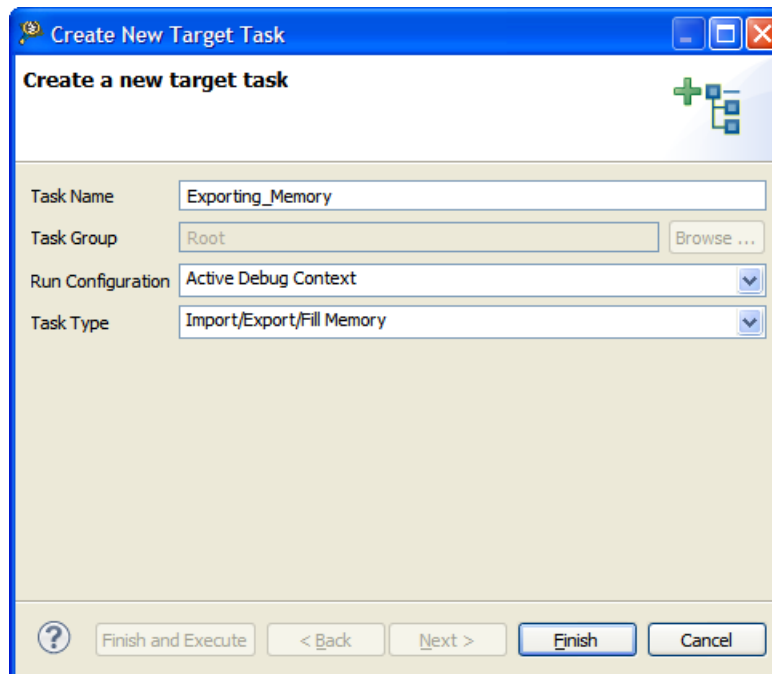 Create New Target Task
Create a new target task
Task Name Exporting_Memory
Task Group Root Browse ...
Run Configuration Active Debug Context
Task Type Import/Export/Fill Memory
? Finish and Execute < Back Next > Finish Cancel